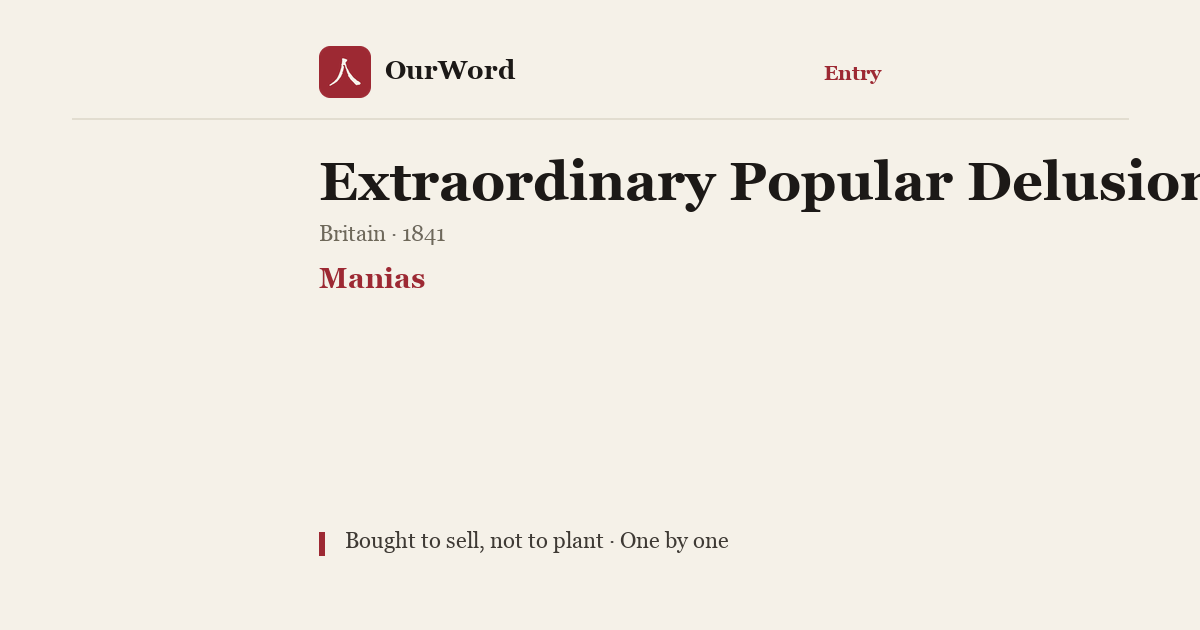 人 OurWord
Entry
Extraordinary Popular Delusion
Britain · 1841
Manias
Bought to sell, not to plant · One by one